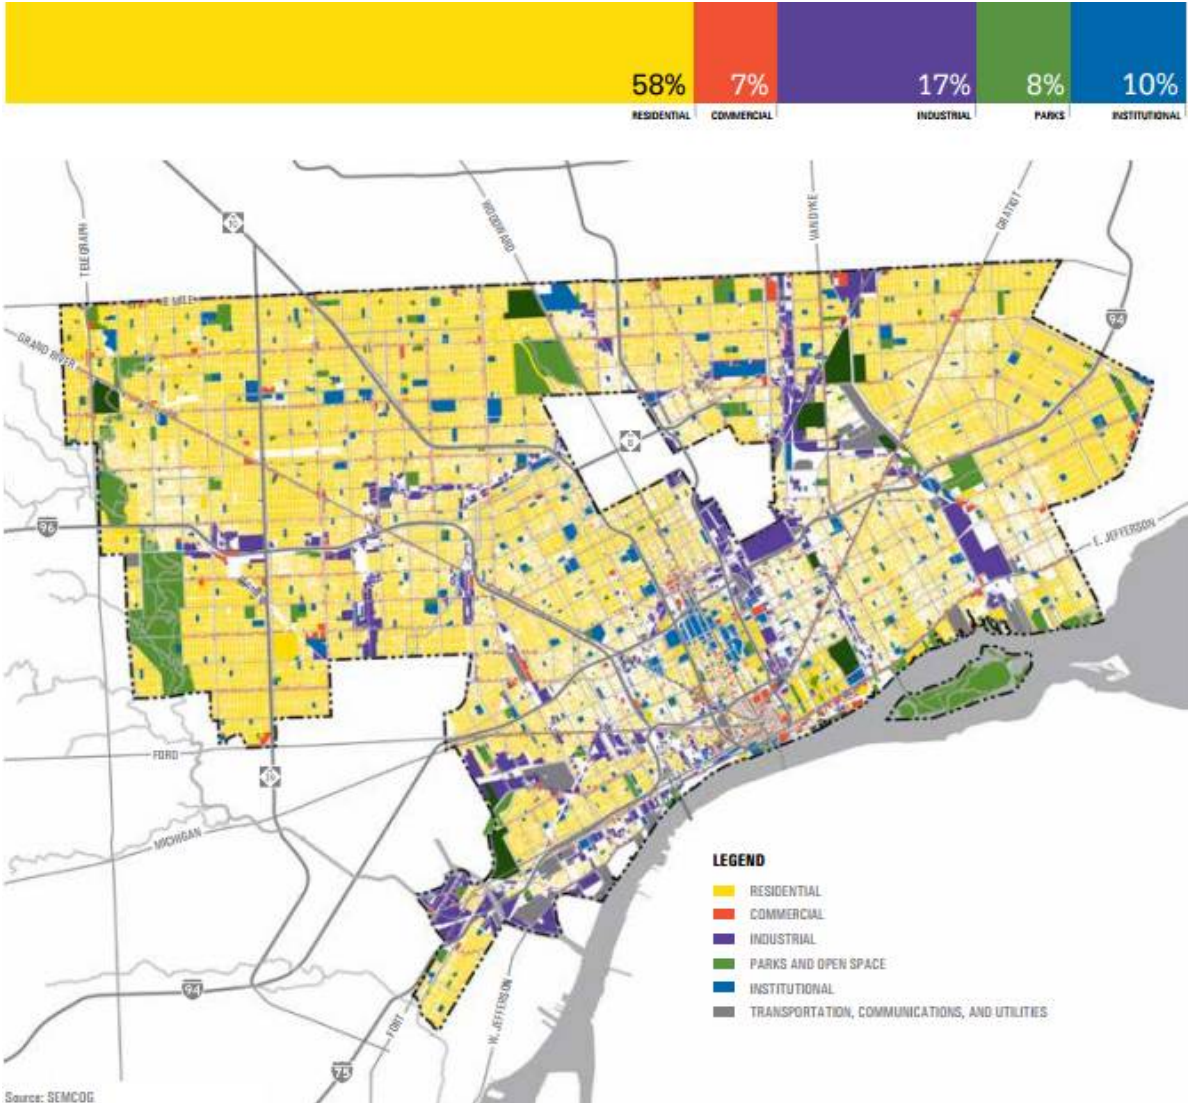 58% 7% 17% 8% 10%
RESIDENTIAL COMMERCIAL INDUSTRIAL PARKS INSTITUTIONAL
TELEGRAPH
WOODWARD
VAN DYKE
GRATIOT
8 MILE
GRAND RIVER
94
8
96
E. JEFFERSON
FORD
MICHIGAN
LEGEND
RESIDENTIAL
COMMERCIAL
INDUSTRIAL
PARKS AND OPEN SPACE
INSTITUTIONAL
TRANSPORTATION, COMMUNICATIONS, AND UTILITIES
94
FORT
W. JEFFERSON
75
Source: SEMCOG